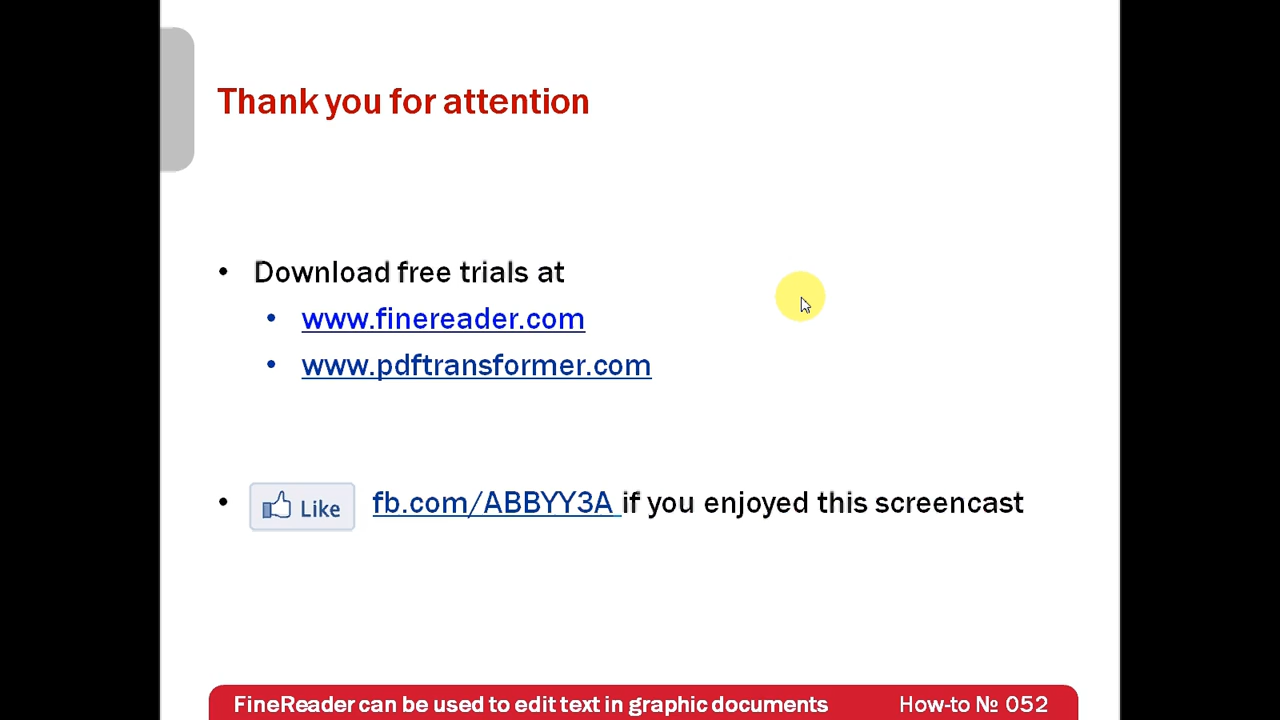 Thank you for attention
• Download free trials at
• www.finereader.com
• www.pdftransformer.com
• Like fb.com/ABBYY3A if you enjoyed this screencast
FineReader can be used to edit text in graphic documents How-to № 052